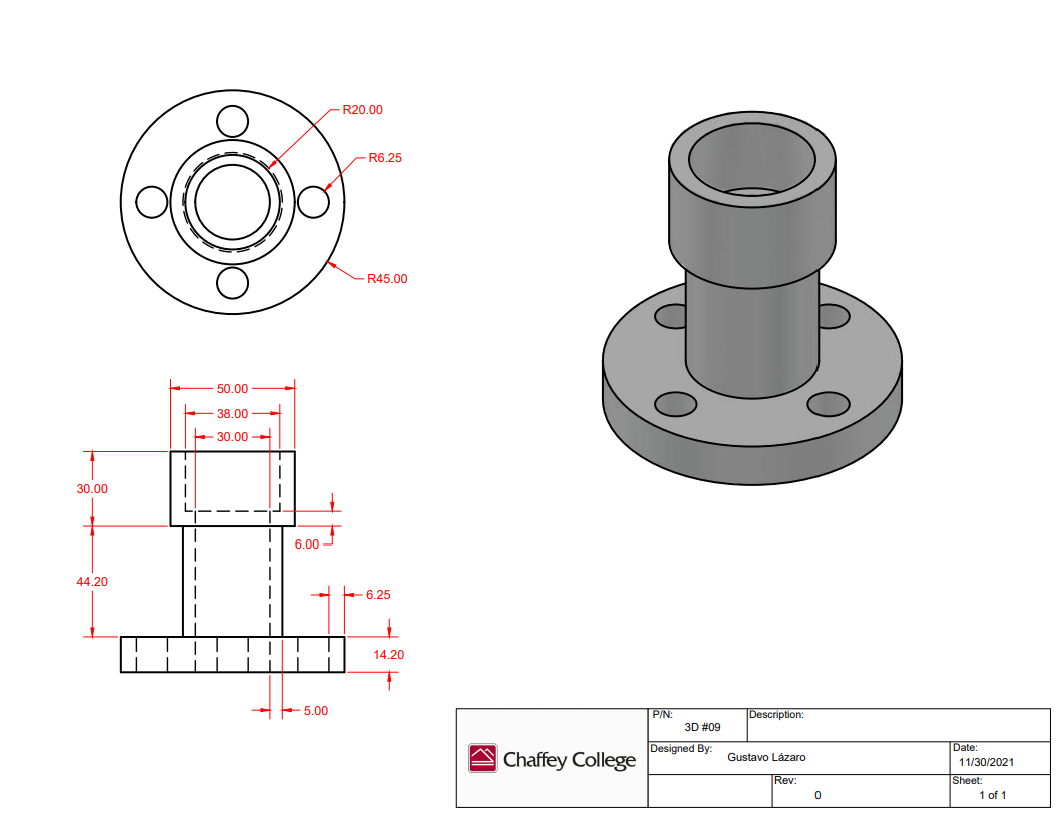 R20.00
R6.25
R45.00
50.00
38.00
30.00
30.00
6.00
44.20
6.25
14.20
5.00
P/N:
3D #09
Description:
Chaffey College
Designed By:
Gustavo Lázaro
Date:
11/30/2021
Rev:
0
Sheet:
1 of 1